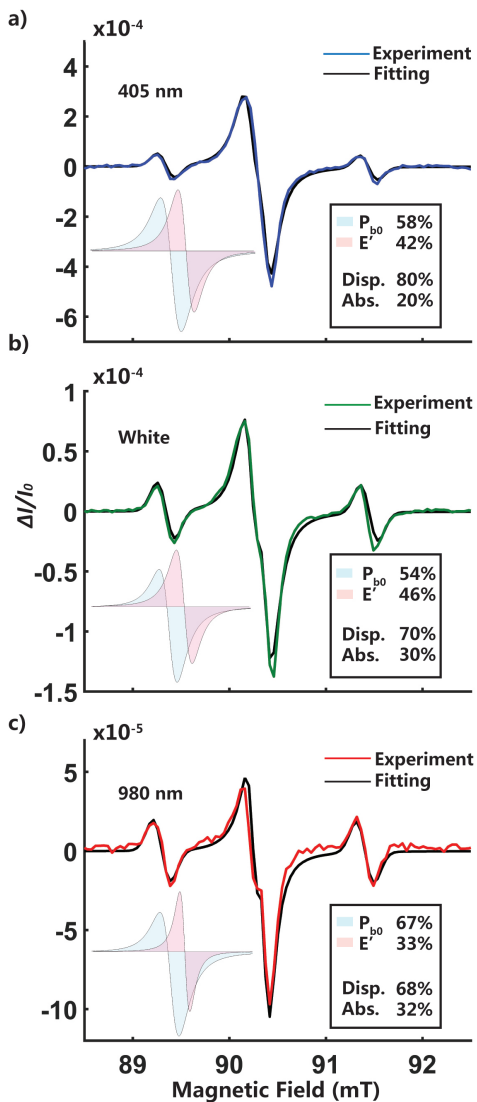 a)
x10⁻⁴
Experiment
Fitting
405 nm
4
2
0
-2
-4
-6
P_b0 58%
E' 42%
Disp. 80%
Abs. 20%
b)
x10⁻⁴
Experiment
Fitting
White
1
0.5
0
-0.5
-1
-1.5
ΔI/I₀
P_b0 54%
E' 46%
Disp. 70%
Abs. 30%
c)
x10⁻⁵
Experiment
Fitting
980 nm
5
0
-5
-10
P_b0 67%
E' 33%
Disp. 68%
Abs. 32%
89 90 91 92
Magnetic Field (mT)